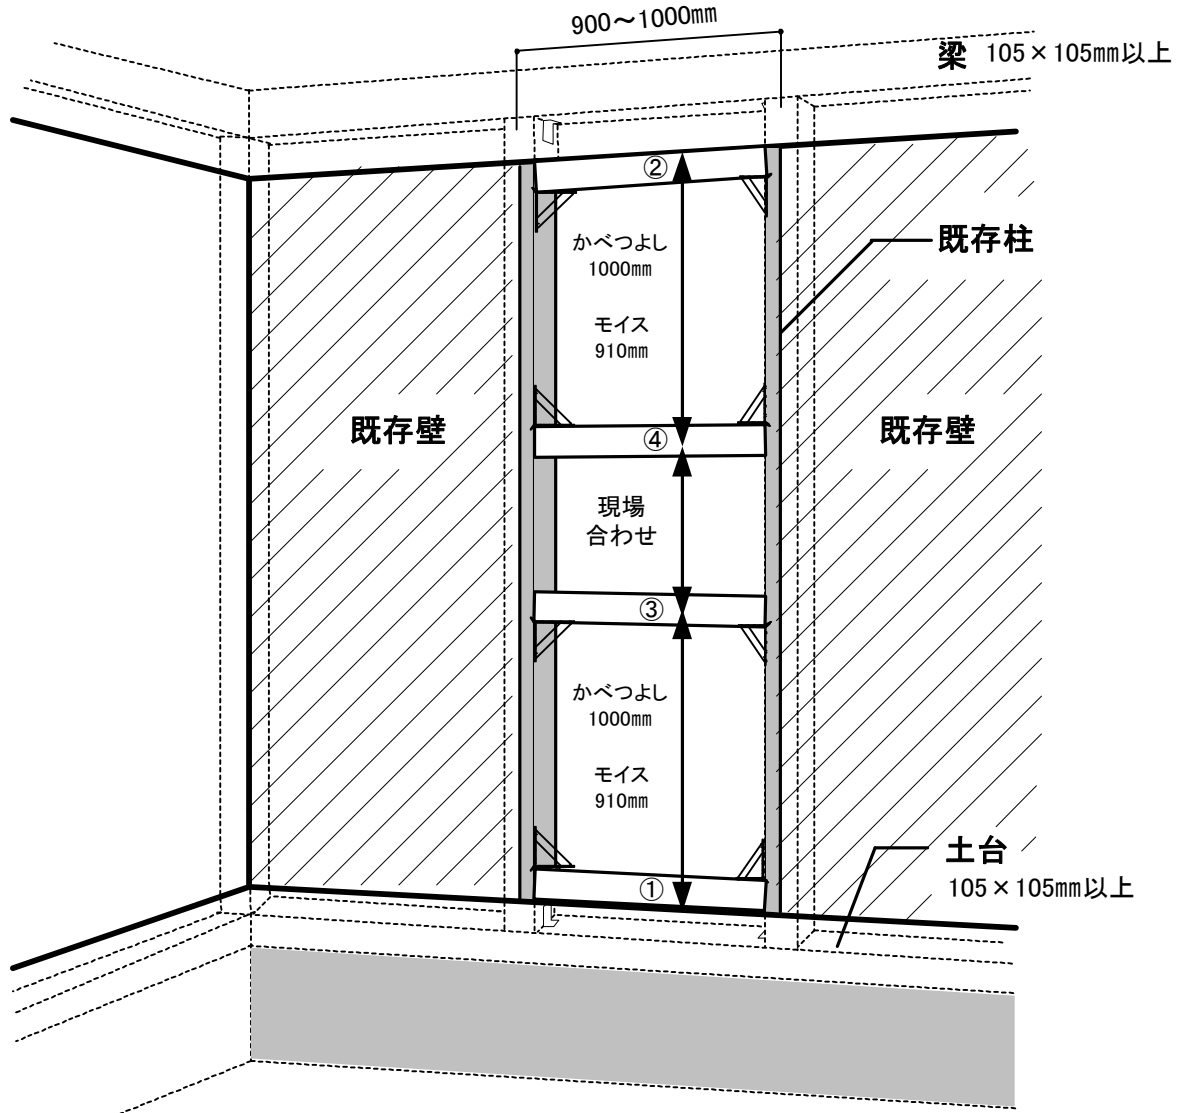 900～1000㎜
梁 105×105㎜以上
②
かべつよし
1000㎜
モイス
910㎜
既存柱
既存壁
既存壁
④
現場
合わせ
③
かべつよし
1000㎜
モイス
910㎜
土台
105×105㎜以上
①